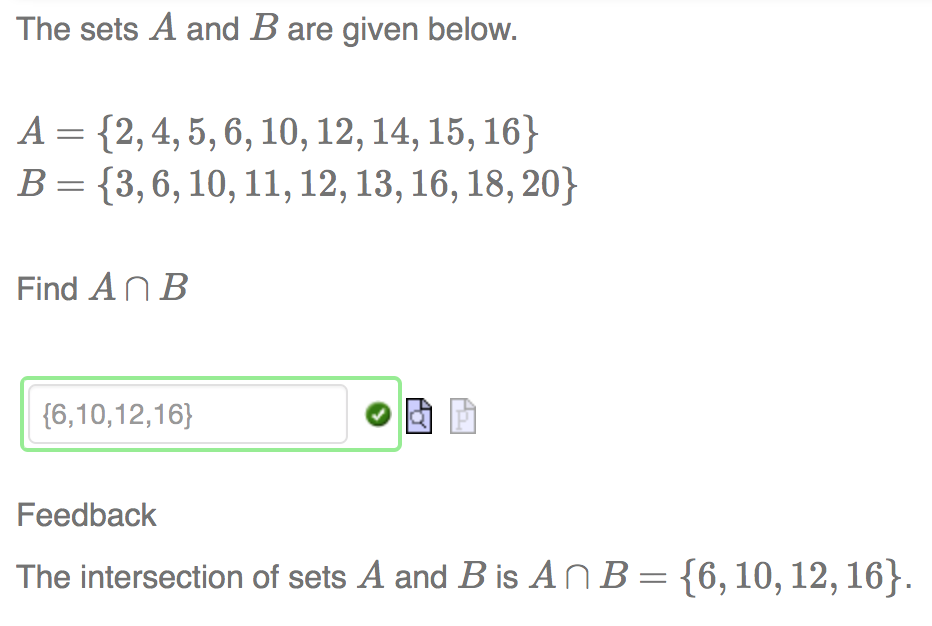 The sets A and B are given below.
A = {2, 4, 5, 6, 10, 12, 14, 15, 16}
B = {3, 6, 10, 11, 12, 13, 16, 18, 20}
Find A ∩ B
{6,10,12,16}
p
Feedback
The intersection of sets A and B is A ∩ B = {6, 10, 12, 16}.